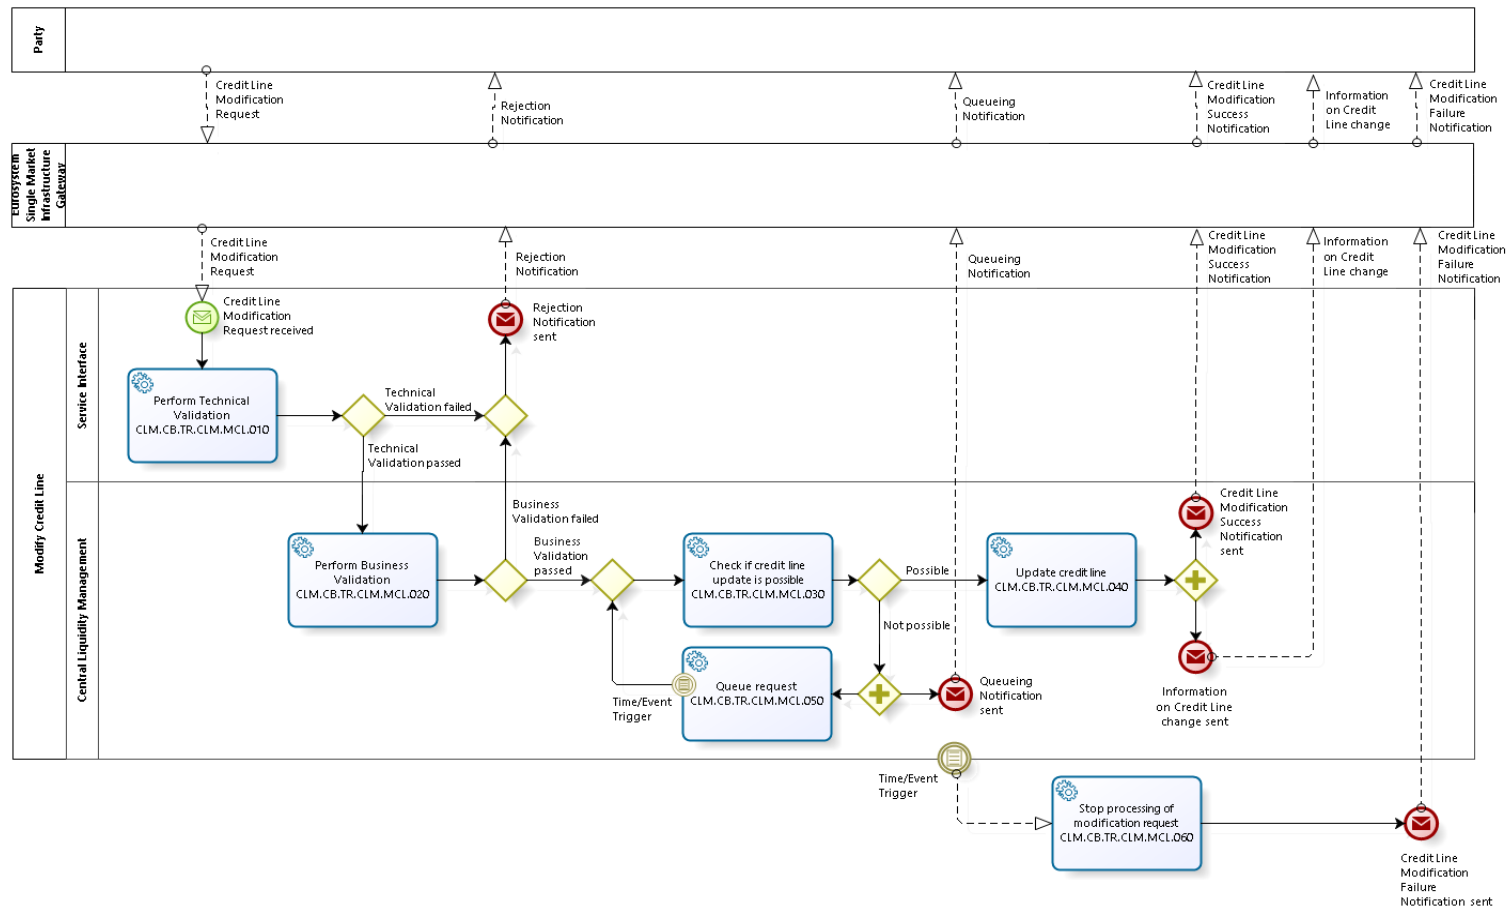 Party
Credit Line
Modification
Request
Rejection
Notification
Queueing
Notification
Credit Line
Modification
Success
Notification
Information
on Credit
Line change
Credit Line
Modification
Failure
Notification
Eurosystem
Single Market
Infrastructure
Gateway
Credit Line
Modification
Request
Rejection
Notification
Queueing
Notification
Credit Line
Modification
Success
Notification
Information
on Credit
Line change
Credit Line
Modification
Failure
Notification
Modify Credit Line
Service Interface
Credit Line
Modification
Request received
Rejection
Notification
sent
Perform Technical
Validation
CLM.CB.TR.CLM.MCL.010
Technical
Validation failed
Technical
Validation passed
Central Liquidity Management
Business
Validation failed
Business
Validation
passed
Perform Business
Validation
CLM.CB.TR.CLM.MCL.020
Check if credit line
update is possible
CLM.CB.TR.CLM.MCL.030
Possible
Not possible
Update credit line
CLM.CB.TR.CLM.MCL.040
Credit Line
Modification
Success
Notification
sent
Information
on Credit Line
change sent
Queue request
CLM.CB.TR.CLM.MCL.050
Time/Event
Trigger
Queueing
Notification
sent
Time/Event
Trigger
Stop processing of
modification request
CLM.CB.TR.CLM.MCL.060
Credit Line
Modification
Failure
Notification sent